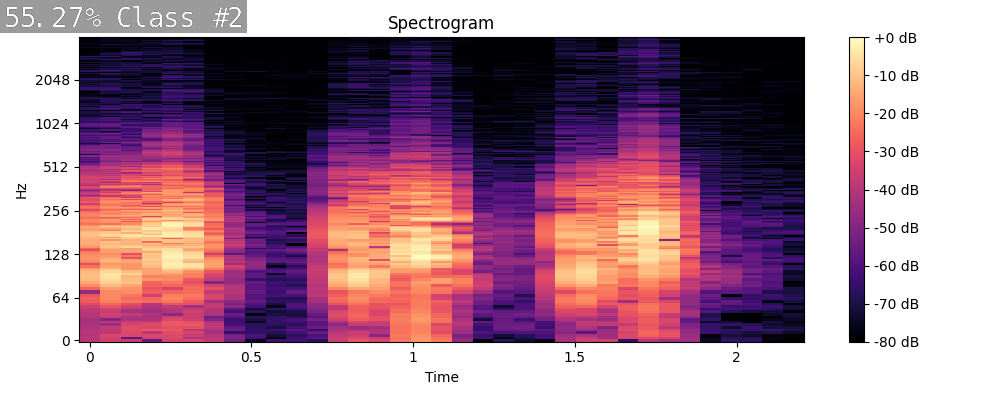 55.27% Class #2
Spectrogram
Hz
2048
1024
512
256
128
64
0
0
0.5
1
1.5
2
Time
+0 dB
-10 dB
-20 dB
-30 dB
-40 dB
-50 dB
-60 dB
-70 dB
-80 dB